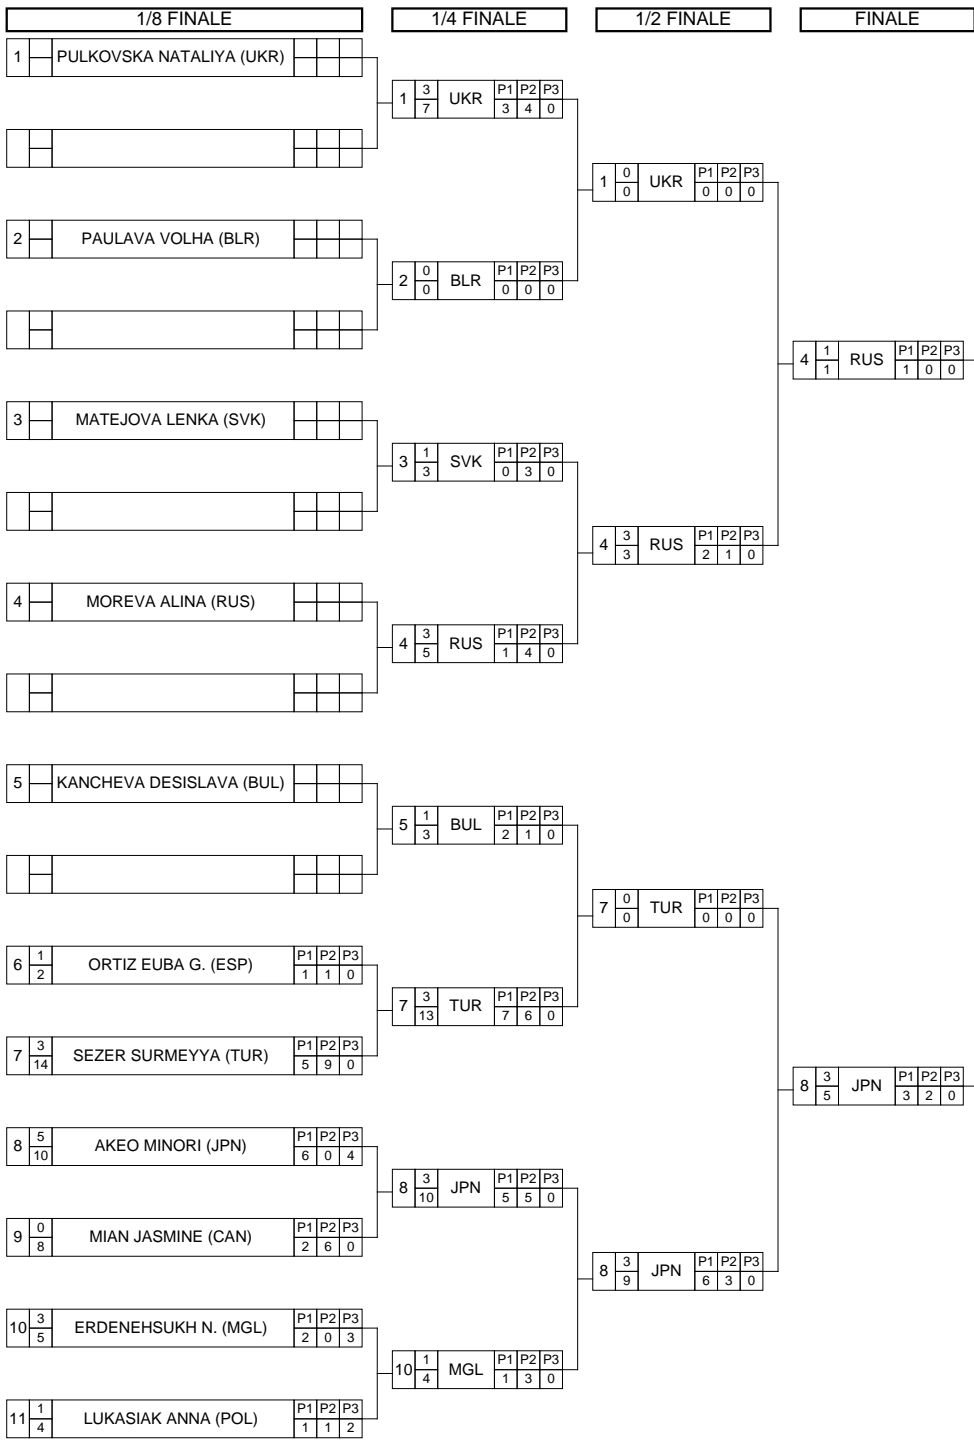 1/8 FINALE 1/4 FINALE 1/2 FINALE FINALE
1 PULKOVSKA NATALIYA (UKR)
1 3 7 UKR P1 P2 P3 3 4 0
1 0 0 UKR P1 P2 P3 0 0 0
2 PAULAVA VOLHA (BLR)
2 0 0 BLR P1 P2 P3 0 0 0
4 1 1 RUS P1 P2 P3 1 0 0
3 MATEJOVA LENKA (SVK)
3 1 3 SVK P1 P2 P3 0 3 0
4 3 3 RUS P1 P2 P3 2 1 0
4 MOREVA ALINA (RUS)
4 3 5 RUS P1 P2 P3 1 4 0
5 KANCHEVA DESISLAVA (BUL)
5 1 3 BUL P1 P2 P3 2 1 0
7 0 0 TUR P1 P2 P3 0 0 0
6 1 2 ORTIZ EUBA G. (ESP) P1 P2 P3 1 1 0
7 3 13 TUR P1 P2 P3 7 6 0
7 3 14 SEZER SURMEYYA (TUR) P1 P2 P3 5 9 0
8 3 5 JPN P1 P2 P3 3 2 0
8 5 10 AKEO MINORI (JPN) P1 P2 P3 6 0 4
8 3 10 JPN P1 P2 P3 5 5 0
9 0 8 MIAN JASMINE (CAN) P1 P2 P3 2 6 0
8 3 9 JPN P1 P2 P3 6 3 0
10 3 5 ERDENEHSUKH N. (MGL) P1 P2 P3 2 0 3
10 1 4 MGL P1 P2 P3 1 3 0
11 1 4 LUKASIAK ANNA (POL) P1 P2 P3 1 1 2